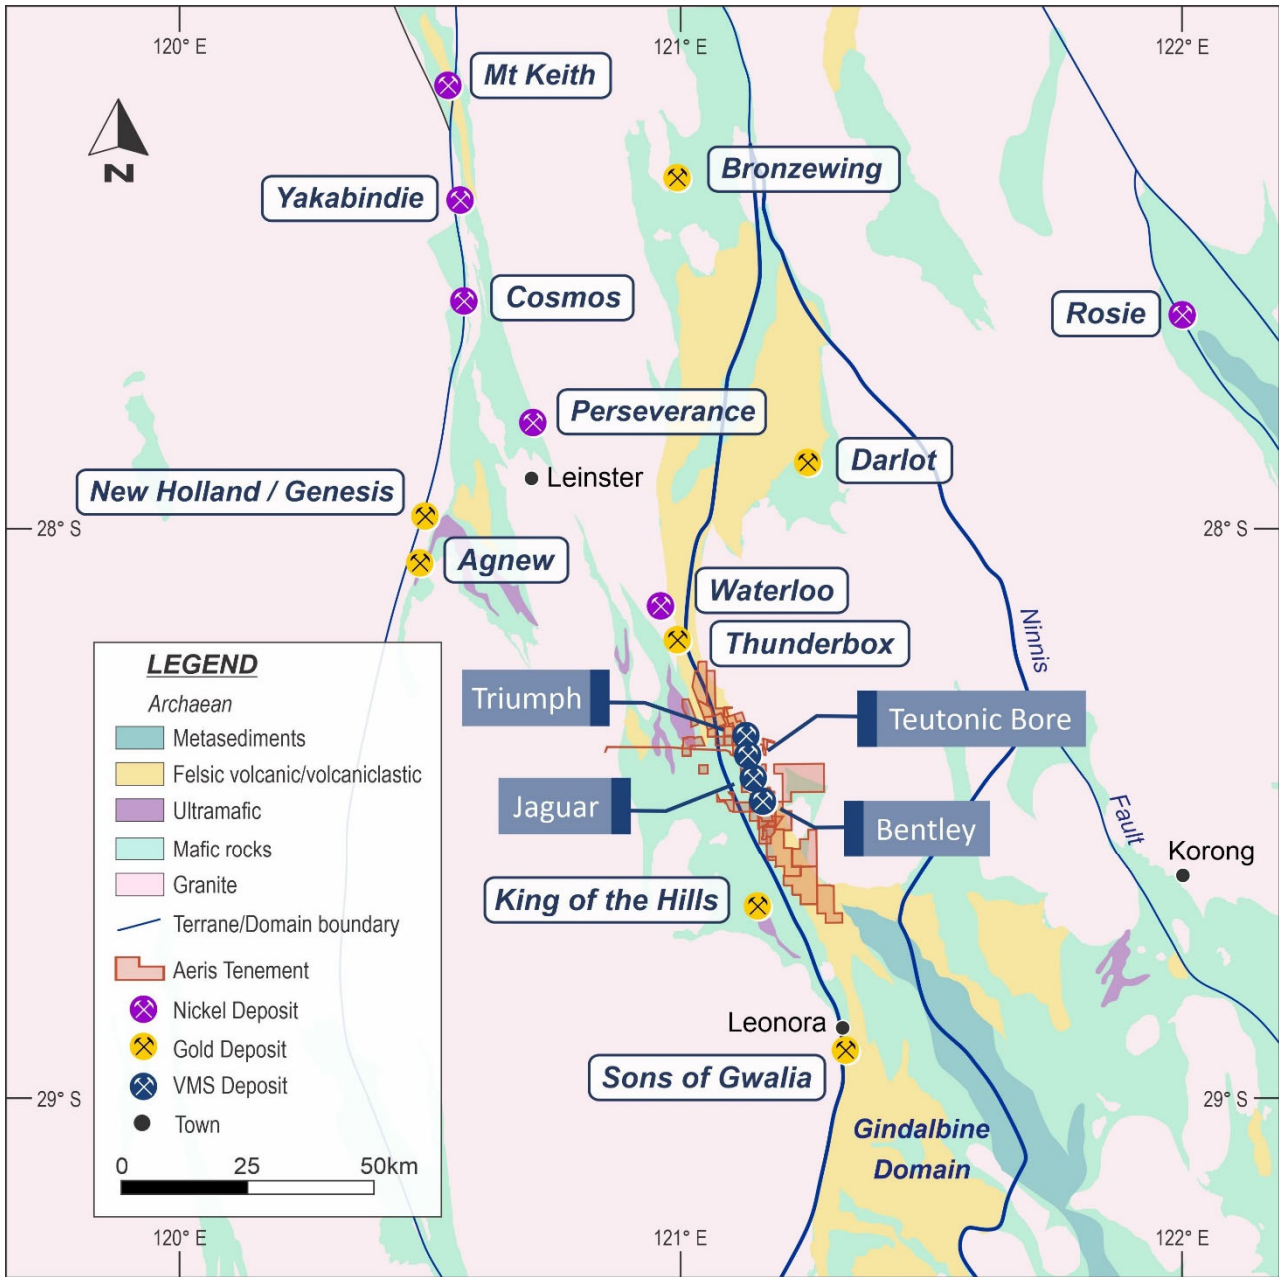 120° E
121° E
122° E
Mt Keith
N
Bronzewing
Yakabindie
Cosmos
Rosie
Perseverance
Darlot
Leinster
New Holland / Genesis
28° S
28° S
Agnew
Waterloo
Ninnis
Thunderbox
LEGEND
Triumph
Teutonic Bore
Archaean
Metasediments
Felsic volcanic/volcaniclastic
Jaguar
Ultramafic
Fault
Bentley
Mafic rocks
Korong
Granite
King of the Hills
Terrane/Domain boundary
Aeris Tenement
Nickel Deposit
Leonora
Gold Deposit
Sons of Gwalia
VMS Deposit
29° S
29° S
Town
Gindalbine
Domain
0 25 50km
120° E
121° E
122° E